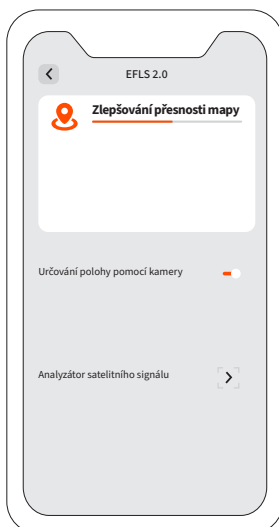 EFLS 2.0
Zlepšování přesnosti mapy
Určování polohy pomocí kamery
Analyzátor satelitního signálu